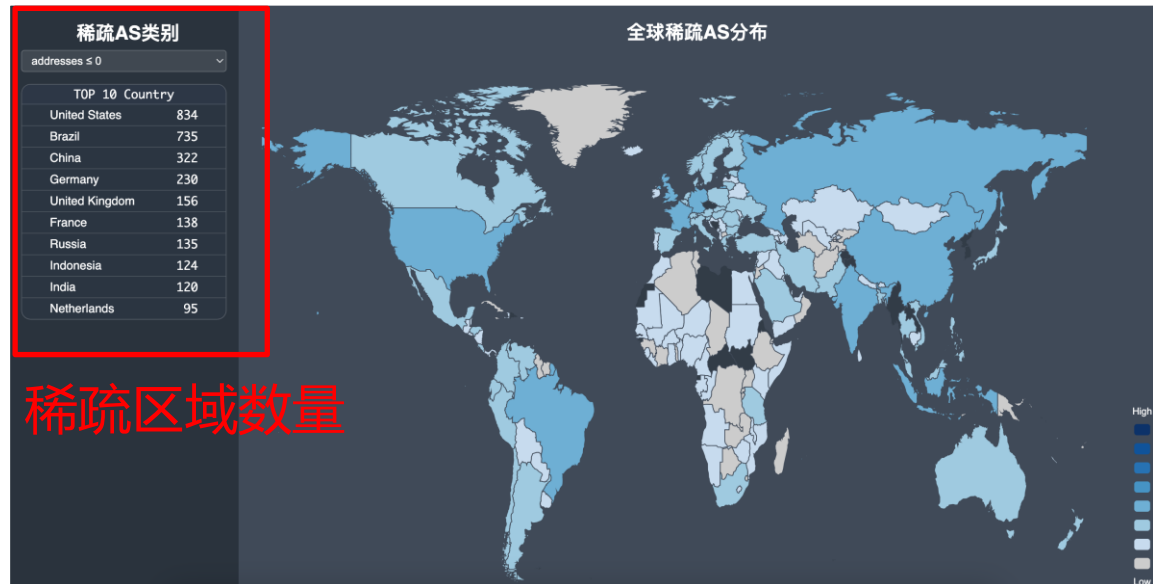 稀疏AS类别
addresses ≤ 0
TOP 10 Country
United States 834
Brazil 735
China 322
Germany 230
United Kingdom 156
France 138
Russia 135
Indonesia 124
India 120
Netherlands 95
稀疏区域数量
全球稀疏AS分布
High
Low